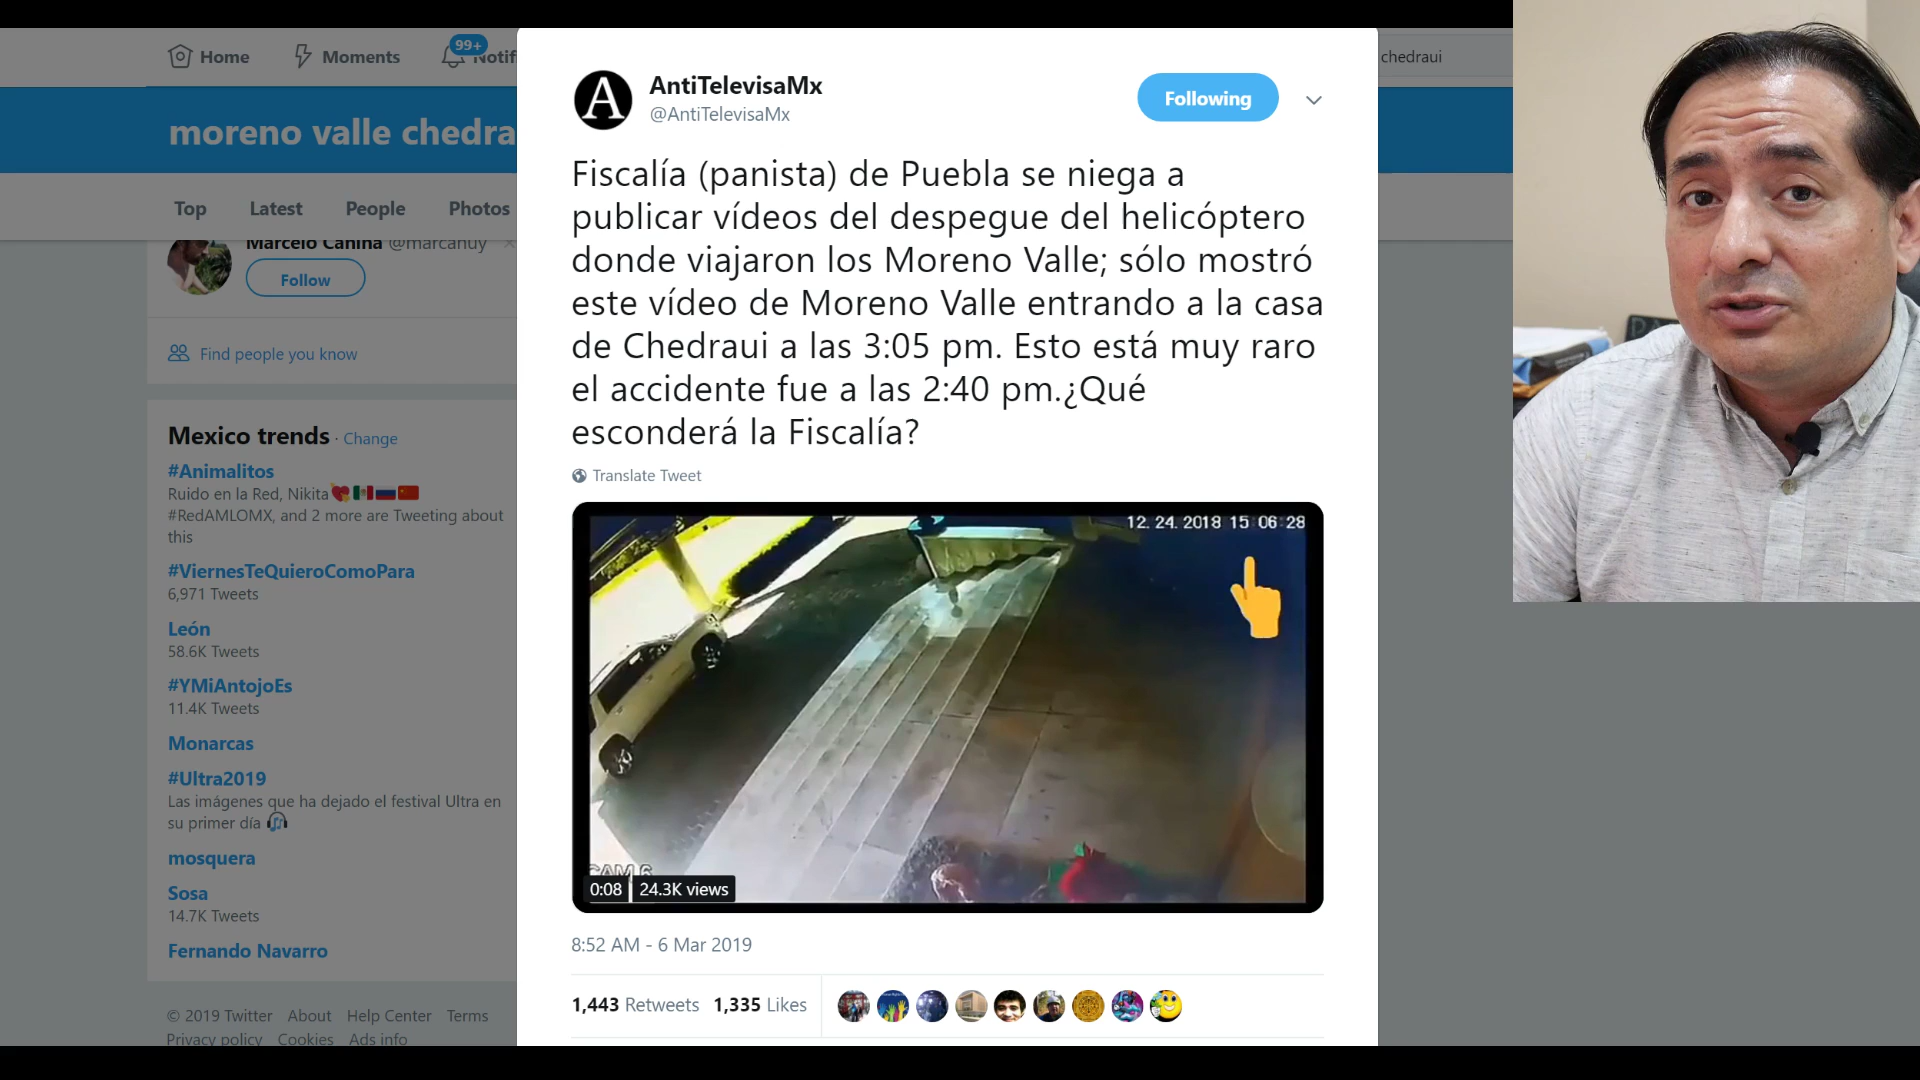 Home
Moments
99+
Notif
chedraui
moreno valle chedra
Top
Latest
People
Photos
Marcelo Canina @marcanuy
Follow
Find people you know
Mexico trends · Change
#Animalitos
Ruido en la Red, Nikita
#RedAMLOMX, and 2 more are Tweeting about
this
#ViernesTeQuieroComoPara
6,971 Tweets
León
58.6K Tweets
#YMiAntojoEs
11.4K Tweets
Monarcas
#Ultra2019
Las imágenes que ha dejado el festival Ultra en
su primer día
mosquera
Sosa
14.7K Tweets
Fernando Navarro
© 2019 Twitter About Help Center Terms
Privacy policy Cookies Ads info
AntiTelevisaMx
@AntiTelevisaMx
Following
Fiscalía (panista) de Puebla se niega a
publicar vídeos del despegue del helicóptero
donde viajaron los Moreno Valle; sólo mostró
este vídeo de Moreno Valle entrando a la casa
de Chedraui a las 3:05 pm. Esto está muy raro
el accidente fue a las 2:40 pm.¿Qué
esconderá la Fiscalía?
Translate Tweet
12. 24. 2018 15:06:28
CAM 6
0:08 24.3K views
8:52 AM - 6 Mar 2019
1,443 Retweets 1,335 Likes